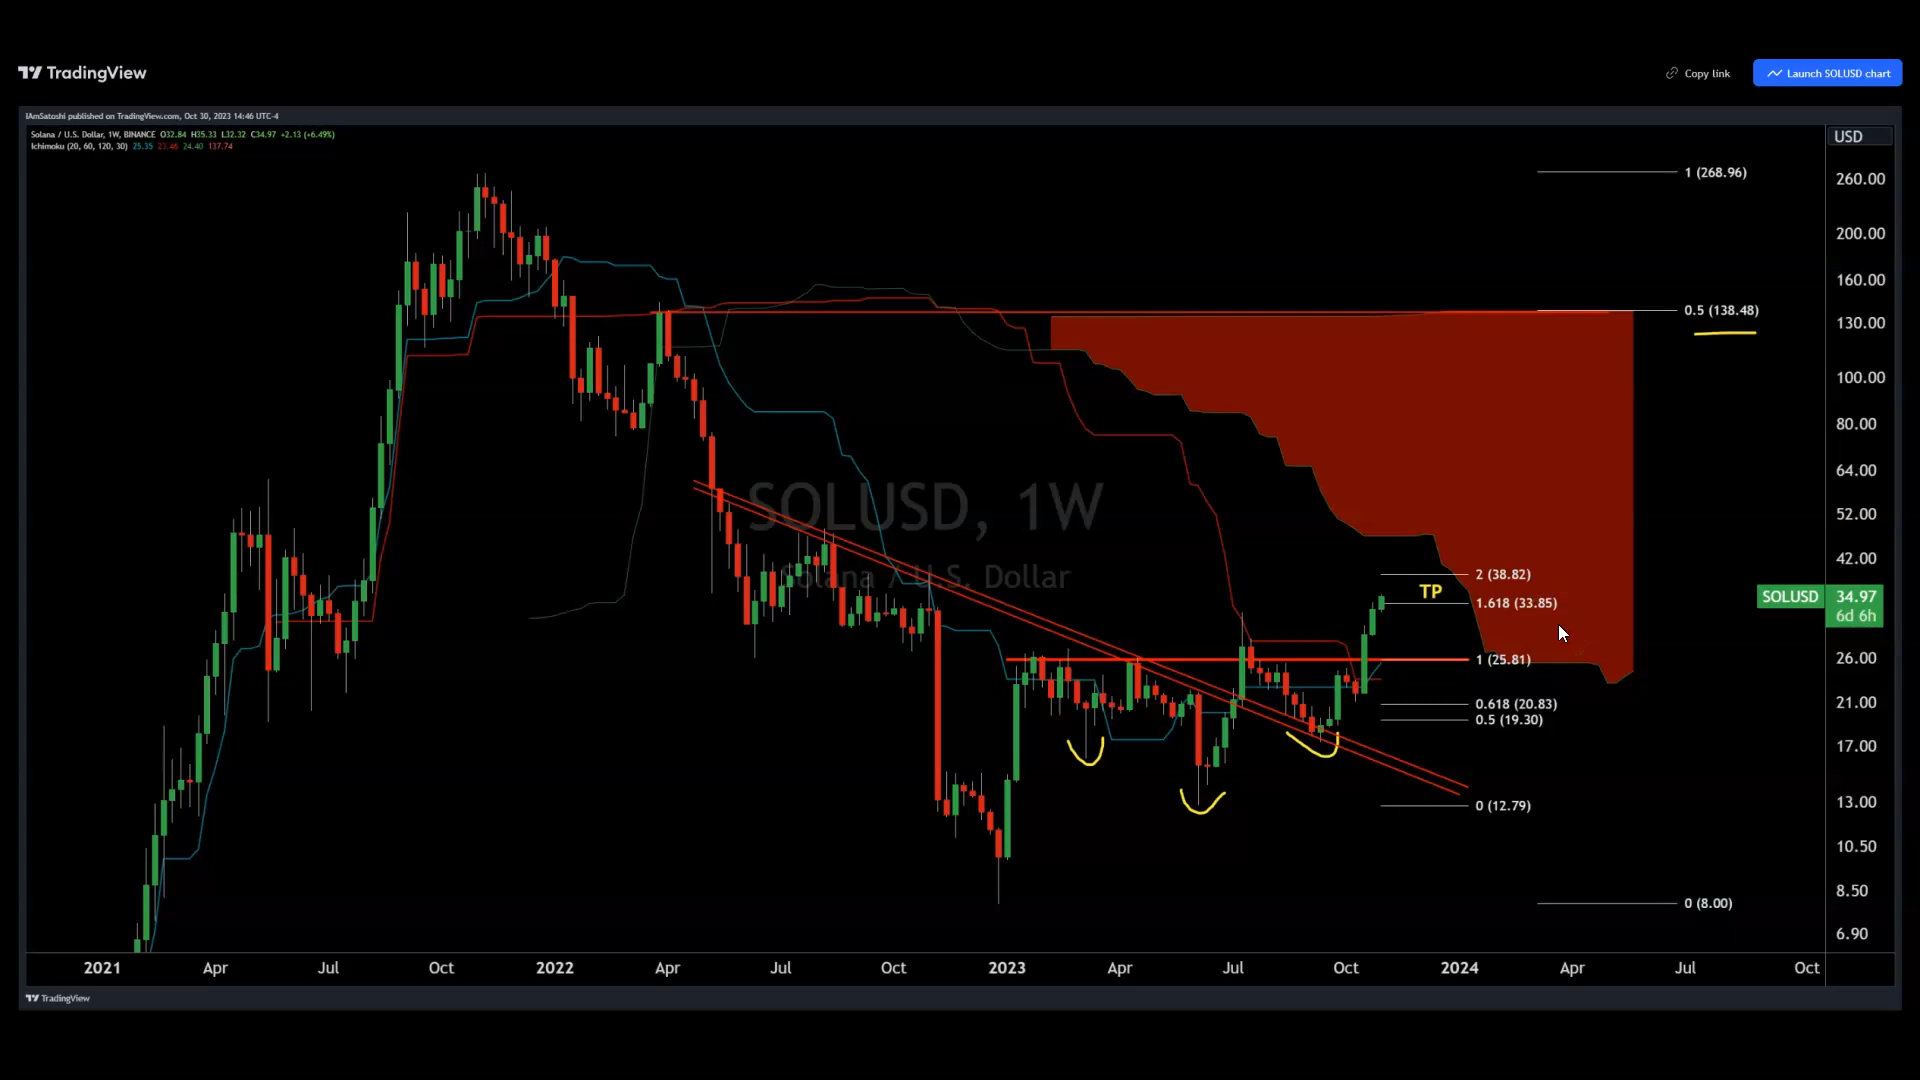 TradingView
Copy link
Launch SOLUSD chart
IAmSatoshi published on TradingView.com, Oct 30, 2023 14:46 UTC-4
Solana / U.S. Dollar, 1W, BINANCE O32.84 H35.33 L32.32 C34.97 +2.13 (+6.49%)
Ichimoku (20, 60, 120, 30) 25.35 23.46 24.40 137.74
USD
1 (268.96)
260.00
200.00
160.00
0.5 (138.48)
130.00
100.00
80.00
64.00
SOLUSD, 1W
52.00
42.00
Solana / U.S. Dollar
2 (38.82)
TP
1.618 (33.85)
SOLUSD 34.97
6d 6h
1 (25.81)
26.00
0.618 (20.83)
21.00
0.5 (19.30)
17.00
0 (12.79)
13.00
10.50
8.50
0 (8.00)
6.90
2021 Apr Jul Oct 2022 Apr Jul Oct 2023 Apr Jul Oct 2024 Apr Jul Oct
TradingView